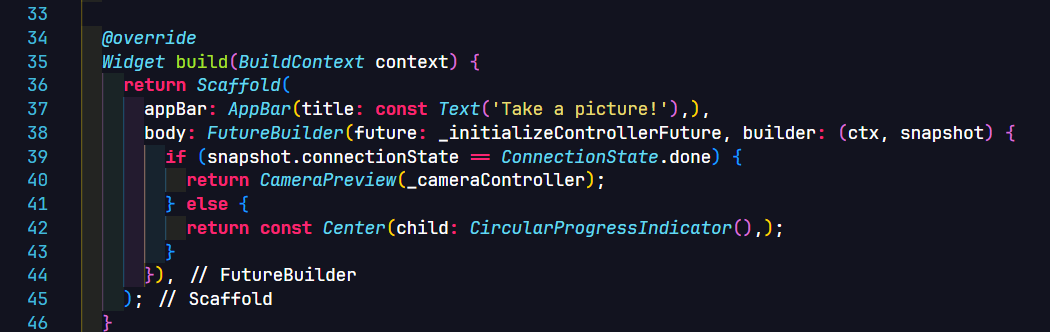 33
34 @override
35 Widget build(BuildContext context) {
36 return Scaffold(
37 appBar: AppBar(title: const Text('Take a picture!'),),
38 body: FutureBuilder(future: _initializeControllerFuture, builder: (ctx, snapshot) {
39 if (snapshot.connectionState == ConnectionState.done) {
40 return CameraPreview(_cameraController);
41 } else {
42 return const Center(child: CircularProgressIndicator(),);
43 }
44 }), // FutureBuilder
45 ); // Scaffold
46 }